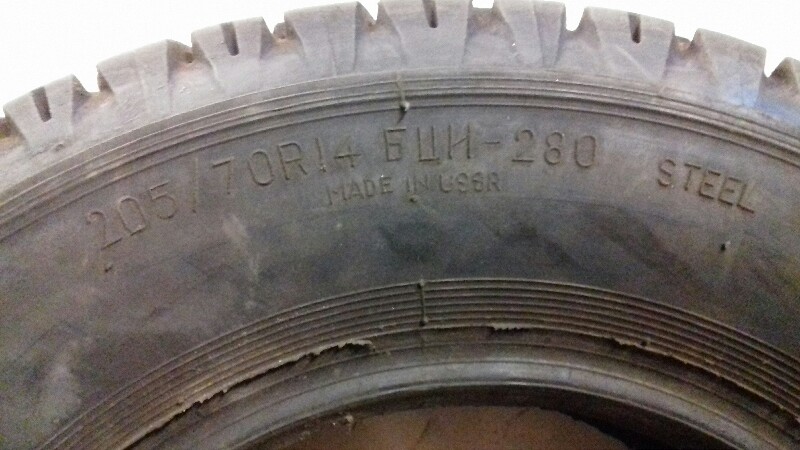 205/70R14 БЦИ-280 STEEL
MADE IN USSR